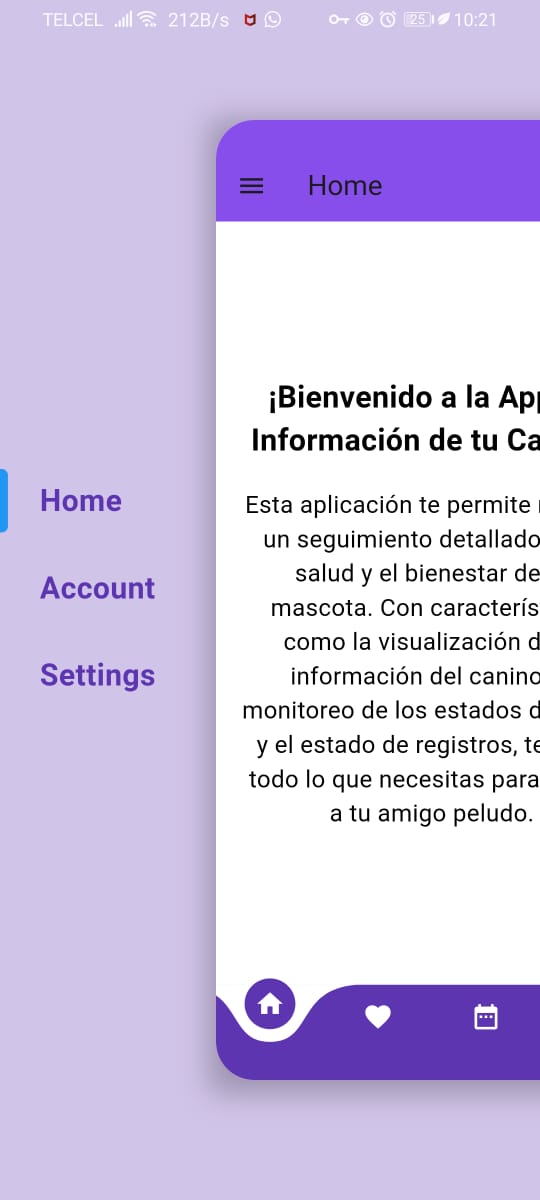 TELCEL 212B/s 25 10:21
Home
¡Bienvenido a la App
Información de tu Ca
Esta aplicación te permite
un seguimiento detallado
salud y el bienestar de
mascota. Con caracterís
como la visualización d
información del canino
monitoreo de los estados d
y el estado de registros, te
todo lo que necesitas para
a tu amigo peludo.
Home
Account
Settings